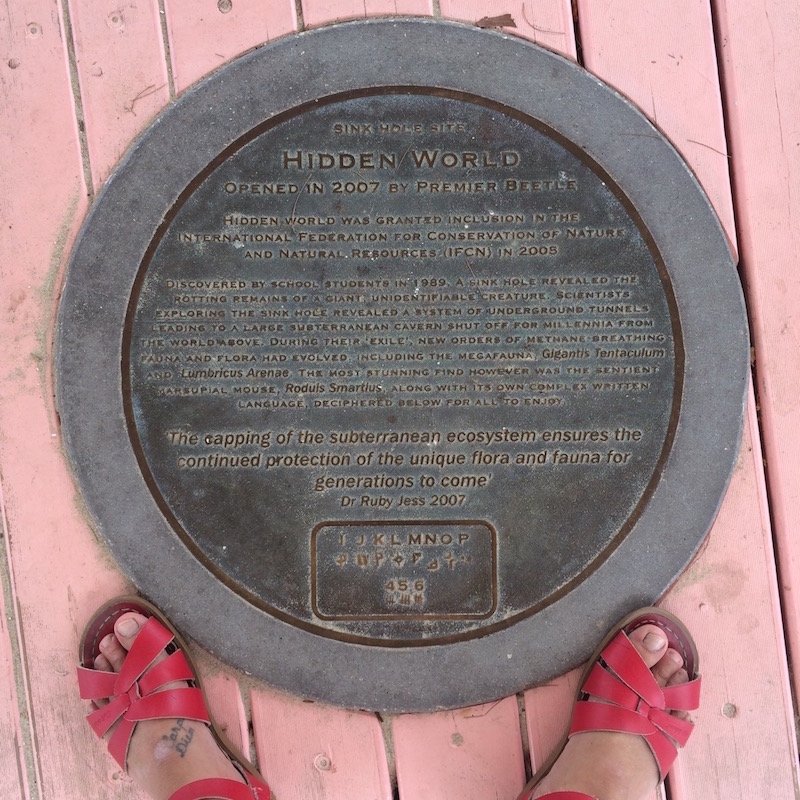 SINK HOLE SITE
HIDDEN WORLD
OPENED IN 2007 BY PREMIER BEETLE
HIDDEN WORLD WAS GRANTED INCLUSION IN THE
INTERNATIONAL FEDERATION FOR CONSERVATION OF NATURE
AND NATURAL RESOURCES (IFCN) IN 2005
DISCOVERED BY SCHOOL STUDENTS IN 1989, A SINK HOLE REVEALED THE
ROTTING REMAINS OF A GIANT, UNIDENTIFIABLE CREATURE. SCIENTISTS
EXPLORING THE SINK HOLE REVEALED A SYSTEM OF UNDERGROUND TUNNELS
LEADING TO A LARGE SUBTERRANEAN CAVERN SHUT OFF FOR MILLENNIA FROM
THE WORLD ABOVE. DURING THEIR 'EXILE', NEW ORDERS OF METHANE-BREATHING
FAUNA AND FLORA HAD EVOLVED, INCLUDING THE MEGAFAUNA, Gigantis Tentaculum
AND Lumbricus Arenae. THE MOST STUNNING FIND HOWEVER WAS THE SENTIENT
MARSUPIAL MOUSE, Roduis Smartius, ALONG WITH ITS OWN COMPLEX WRITTEN
LANGUAGE, DECIPHERED BELOW FOR ALL TO ENJOY.
'The capping of the subterranean ecosystem ensures the
continued protection of the unique flora and fauna for
generations to come'
Dr Ruby Jess 2007
I J K L M N O P
4 5 6